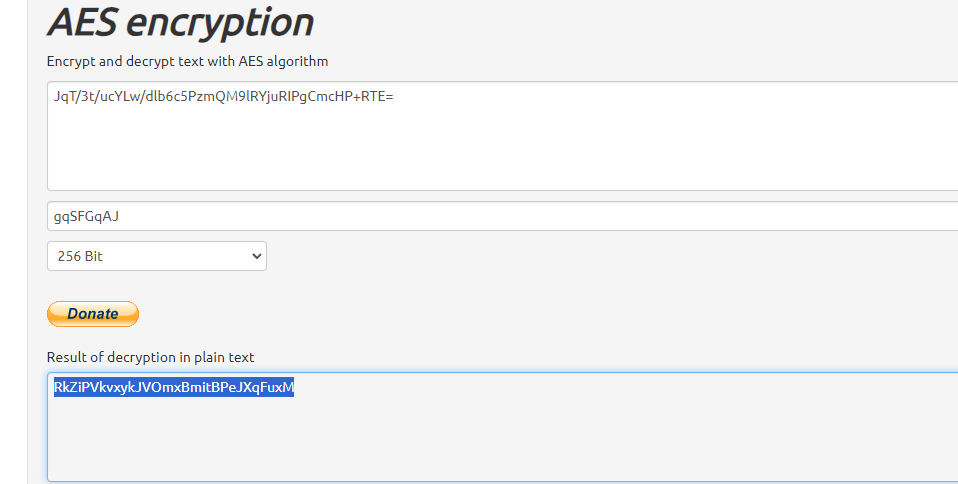 AES encryption
Encrypt and decrypt text with AES algorithm
JqT/3t/ucYLw/dlb6c5PzmQM9lRYjuRIPgCmcHP+RTE=
gqSFGqAJ
256 Bit
Donate
Result of decryption in plain text
RkZiPVkvxykJVOmxBmitBPeJXqFuxM